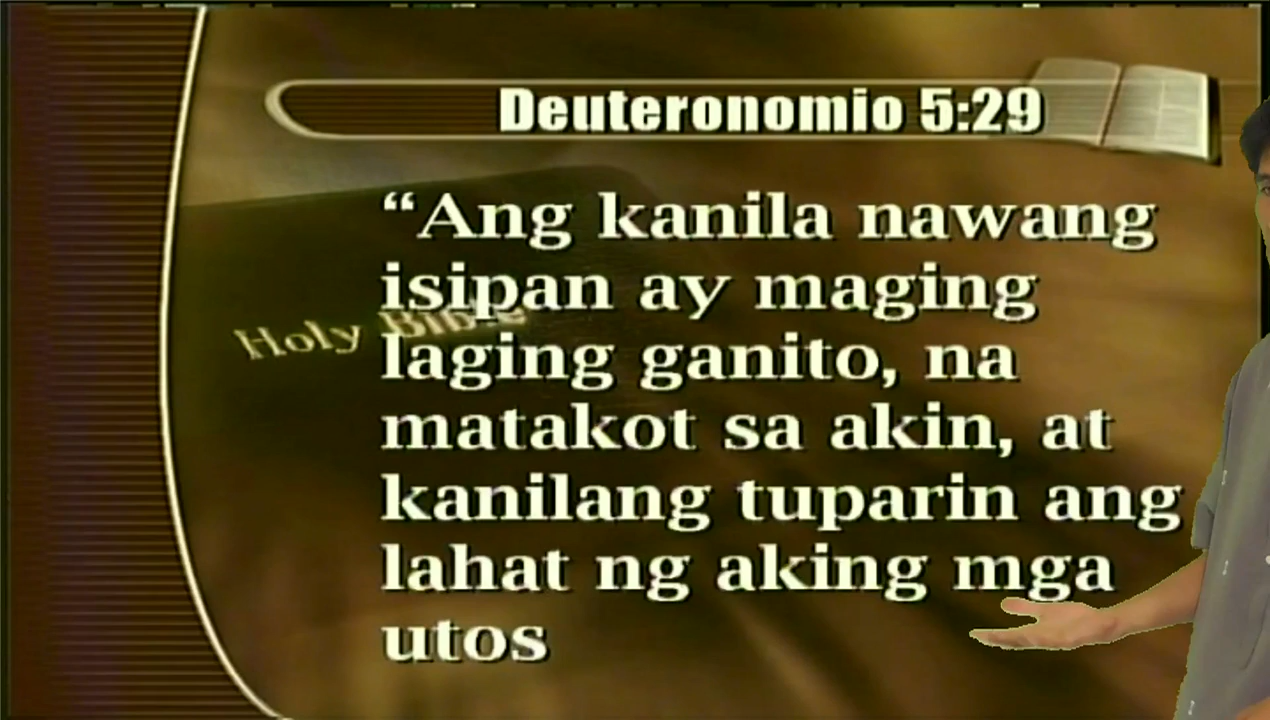 Deuteronomio 5:29
“Ang kanila nawang
isipan ay maging
Holy Bible
laging ganito, na
matakot sa akin, at
kanilang tuparin ang
lahat ng aking mga
utos